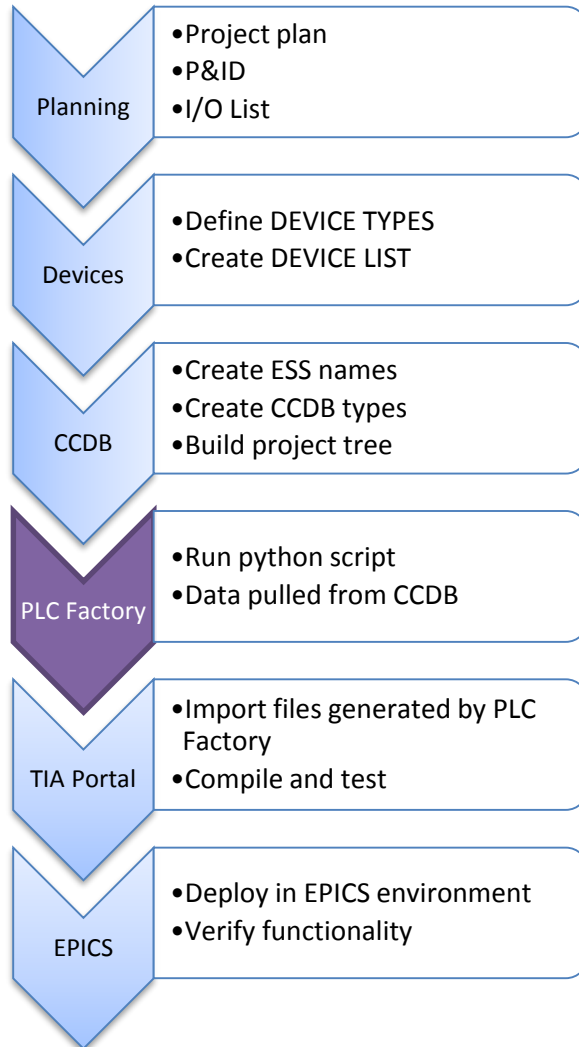 Planning
•Project plan
•P&ID
•I/O List
Devices
•Define DEVICE TYPES
•Create DEVICE LIST
CCDB
•Create ESS names
•Create CCDB types
•Build project tree
PLC Factory
•Run python script
•Data pulled from CCDB
TIA Portal
•Import files generated by PLC
Factory
•Compile and test
EPICS
•Deploy in EPICS environment
•Verify functionality